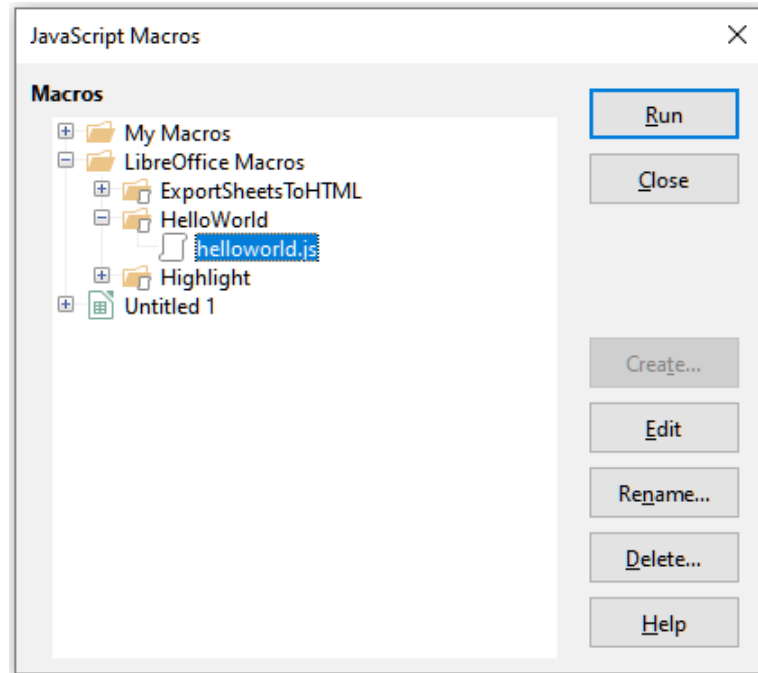 JavaScript Macros
Macros
My Macros
LibreOffice Macros
ExportSheetsToHTML
HelloWorld
helloworld.js
Highlight
Untitled 1
Run
Close
Create...
Edit
Rename...
Delete...
Help